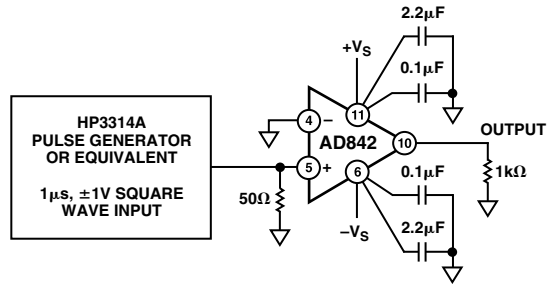 2.2μF
+VS
0.1μF
HP3314A
PULSE GENERATOR
OR EQUIVALENT
1μs, ±1V SQUARE
WAVE INPUT
4
–
11
AD842
10
OUTPUT
5
+
6
50Ω
0.1μF
1kΩ
–VS
2.2μF